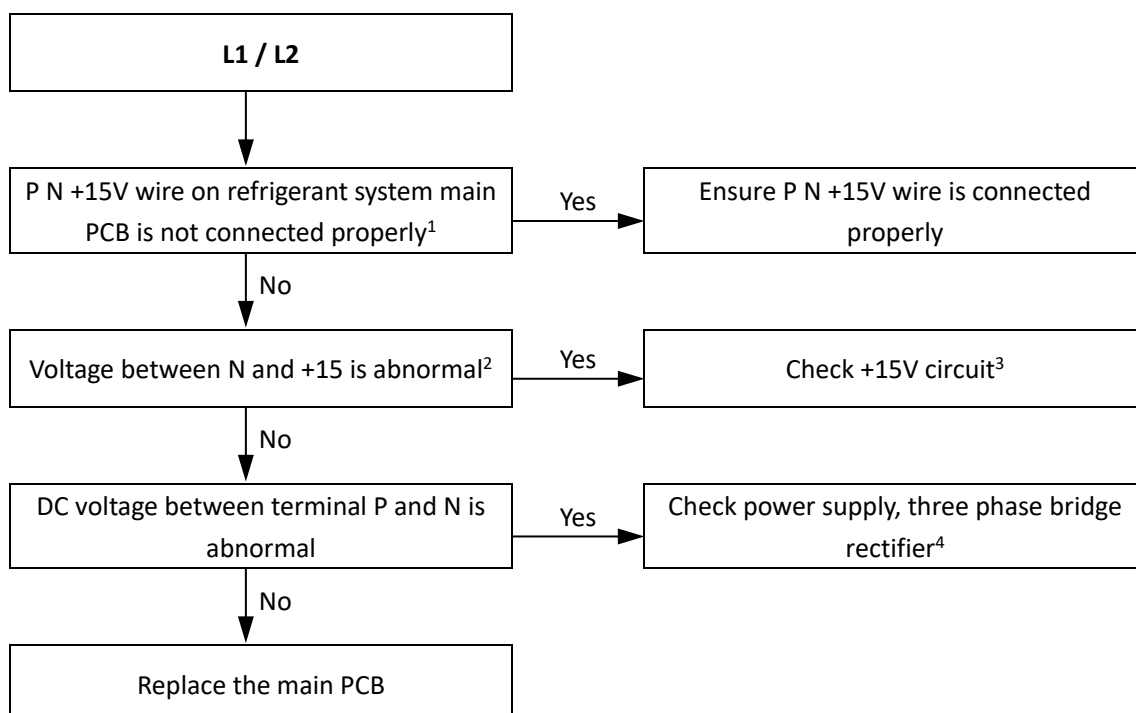 L1 / L2
P N +15V wire on refrigerant system main
PCB is not connected properly¹
Yes
Ensure P N +15V wire is connected
properly
No
Voltage between N and +15 is abnormal²
Yes
Check +15V circuit³
No
DC voltage between terminal P and N is
abnormal
Yes
Check power supply, three phase bridge
rectifier⁴
No
Replace the main PCB